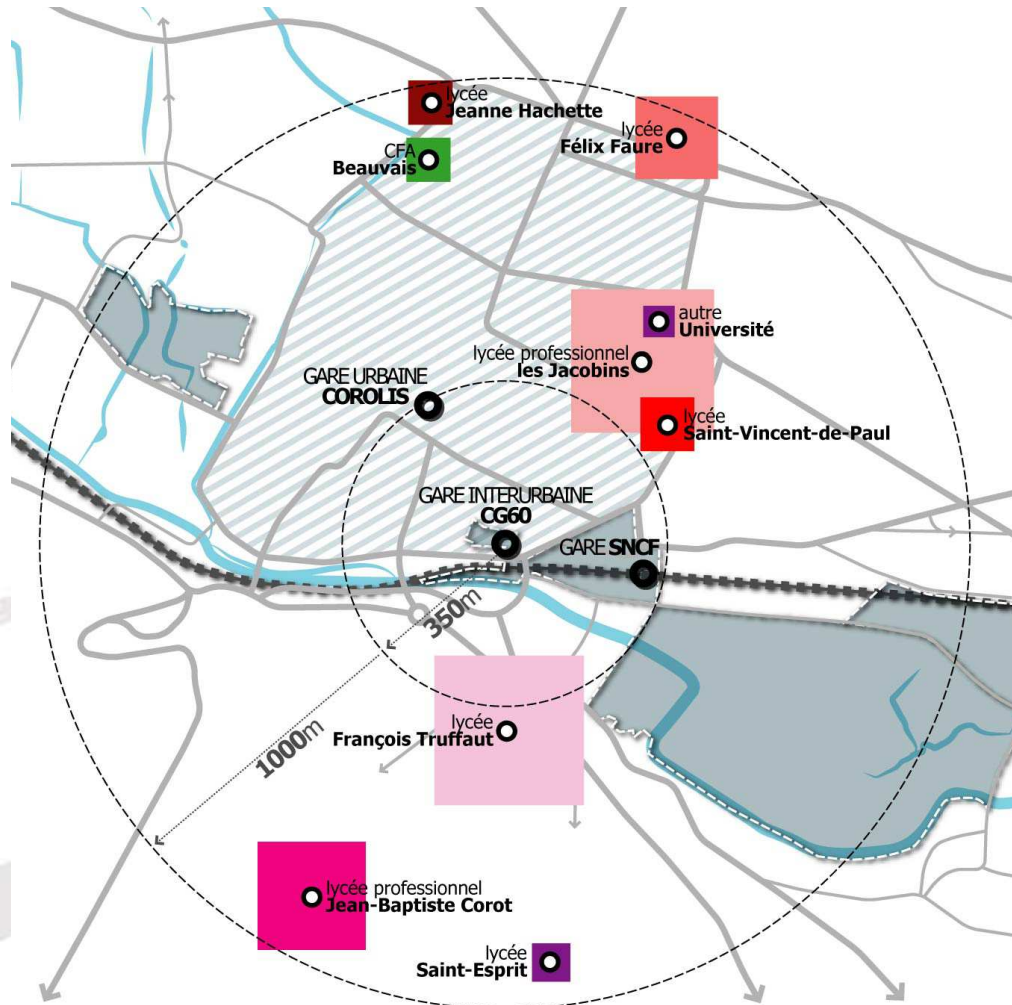 lycée
Jeanne Hachette
CFA
Beauvais
lycée
Félix Faure
autre
Université
lycée professionnel
les Jacobins
GARE URBAINE
COROLIS
lycée
Saint-Vincent-de-Paul
GARE INTERURBAINE
CG60
GARE SNCF
350m
1000m
lycée
François Truffaut
lycée professionnel
Jean-Baptiste Corot
lycée
Saint-Esprit